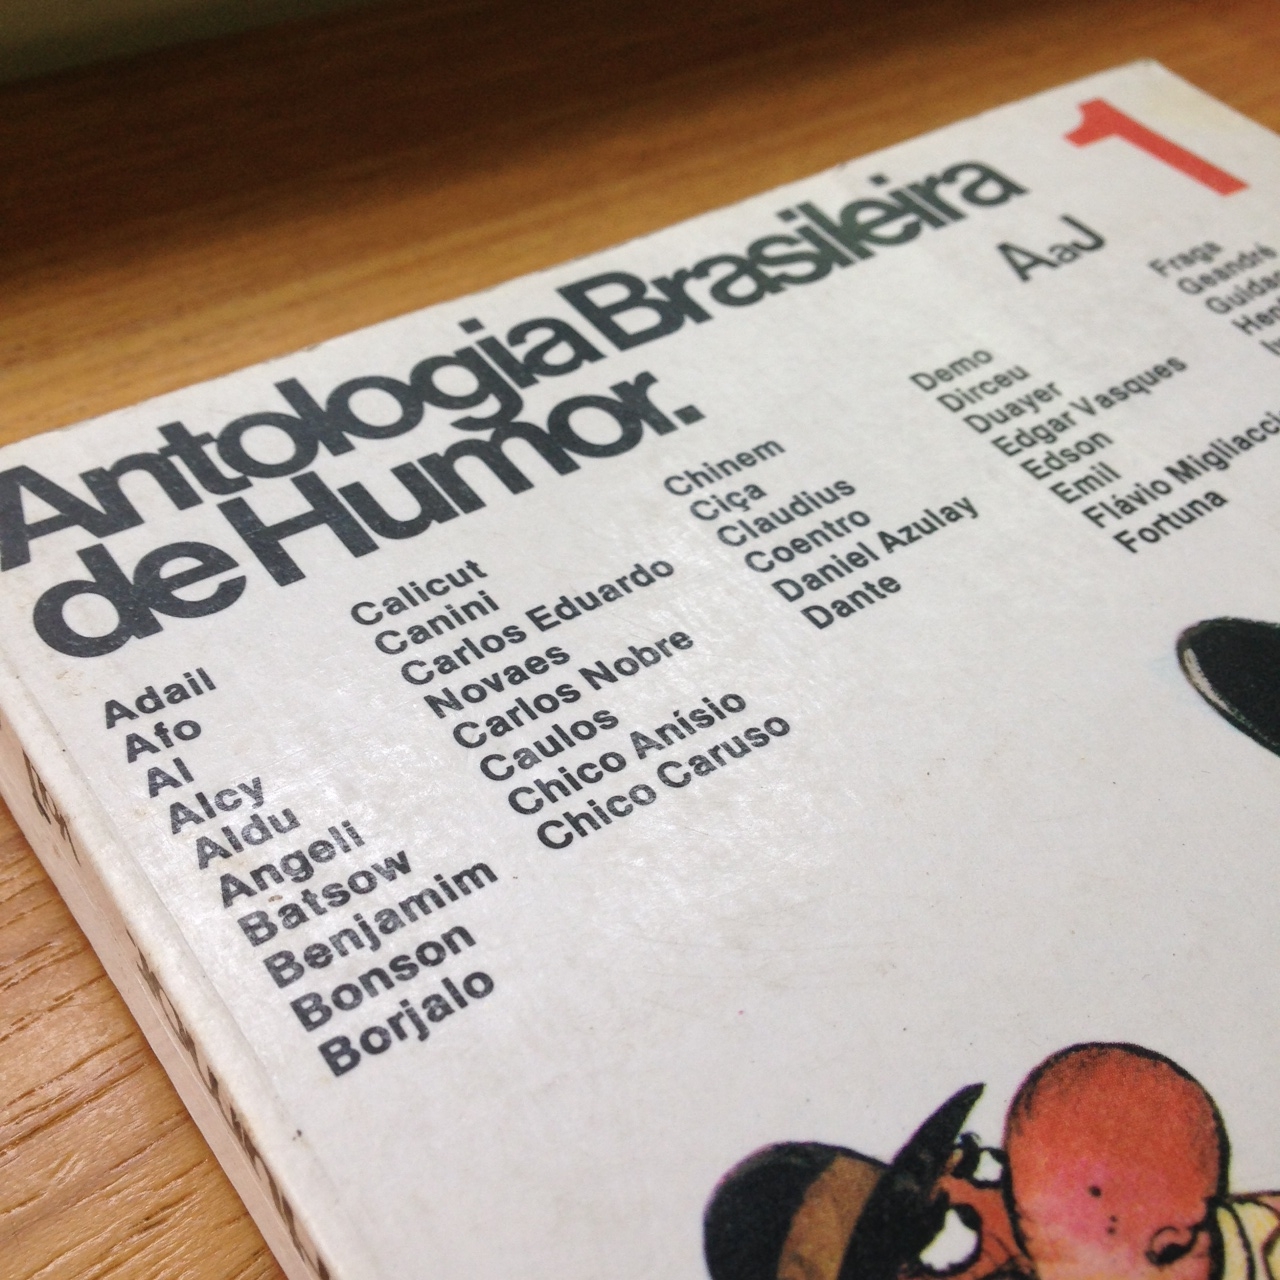 Antologia Brasileira
de Humor.
1
AaJ
Adail
Afo
Al
Alcy
Aldu
Angeli
Batsow
Benjamim
Bonson
Borjalo
Calicut
Canini
Carlos Eduardo
Novaes
Carlos Nobre
Caulos
Chico Anísio
Chico Caruso
Chinem
Ciça
Claudius
Coentro
Daniel Azulay
Dante
Demo
Dirceu
Duayer
Edgar Vasques
Edson
Emil
Flávio Migliacci
Fortuna
Fraga
Geandré